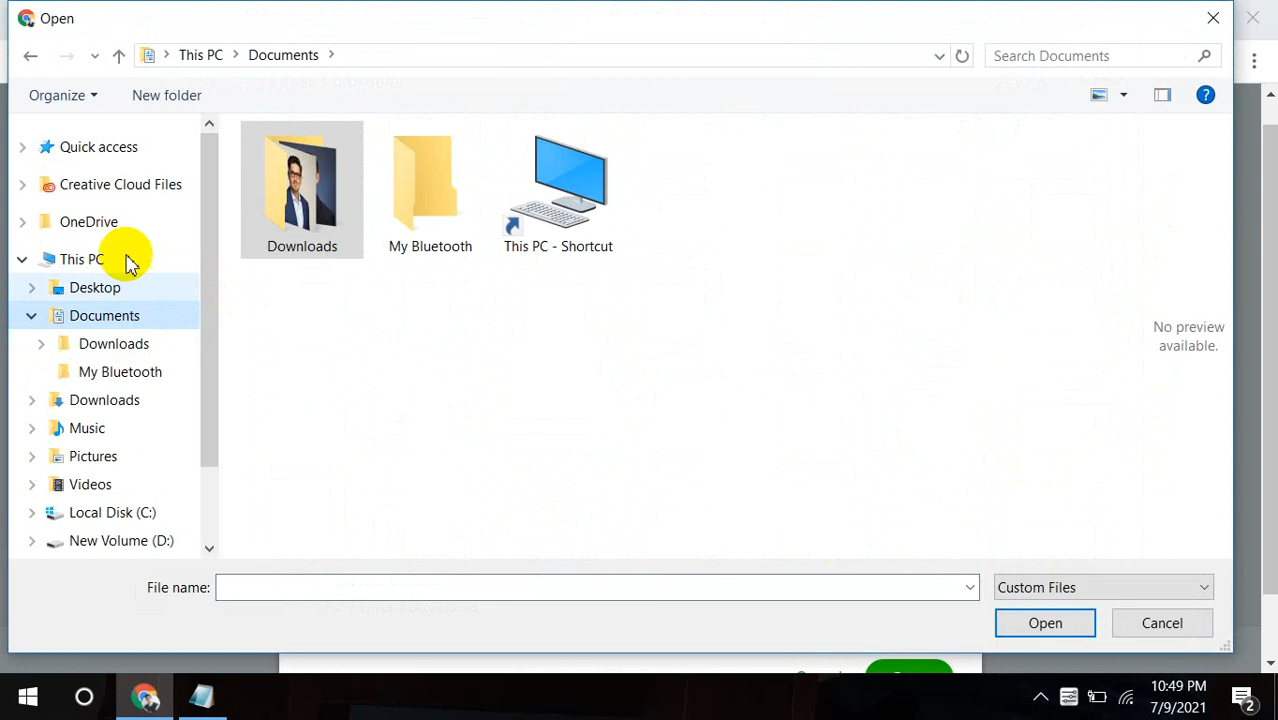 Open
This PC
Documents
Search Documents
Organize
New folder
?
Quick access
Creative Cloud Files
OneDrive
This PC
Desktop
Documents
Downloads
My Bluetooth
Downloads
Music
Pictures
Videos
Local Disk (C:)
New Volume (D:)
Downloads
My Bluetooth
This PC - Shortcut
No preview
available.
File name:
Custom Files
Open
Cancel
10:49 PM
7/9/2021
2